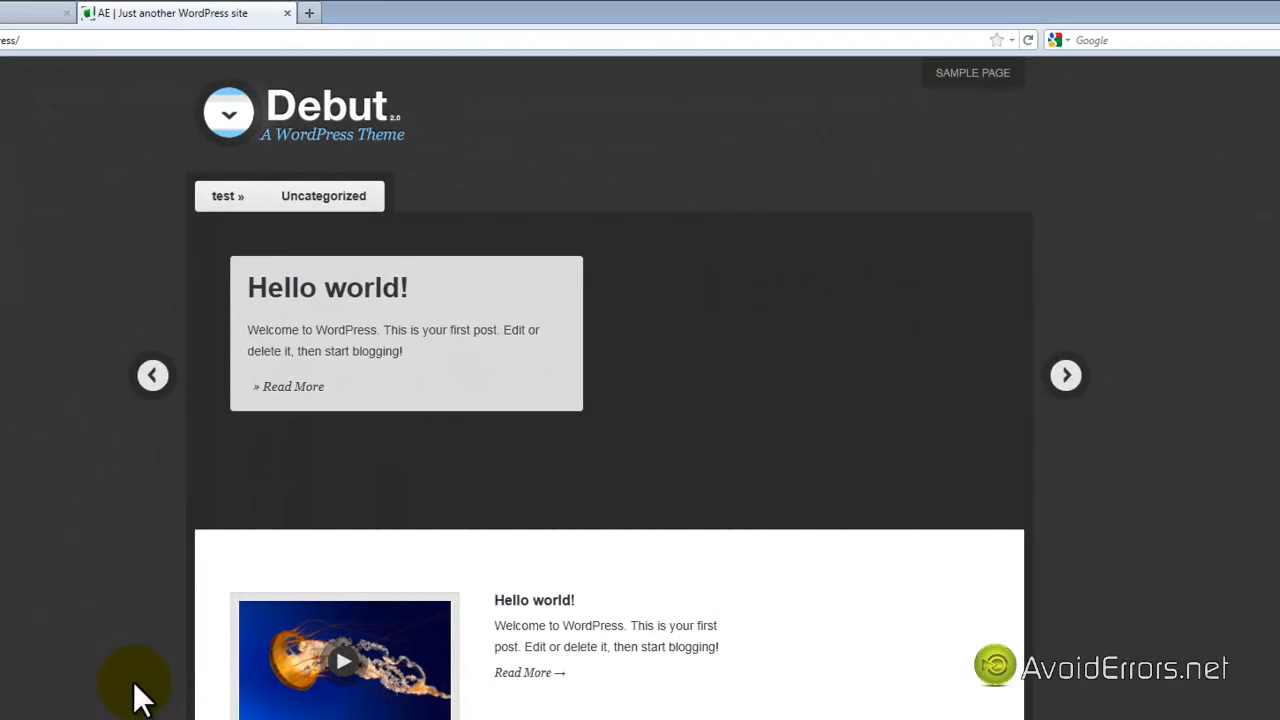 AE | Just another WordPress site
ess/
Google
SAMPLE PAGE
Debut 2.0
A WordPress Theme
test »
Uncategorized
Hello world!
Welcome to WordPress. This is your first post. Edit or
delete it, then start blogging!
» Read More
Hello world!
Welcome to WordPress. This is your first
post. Edit or delete it, then start blogging!
Read More →
AvoidErrors.net